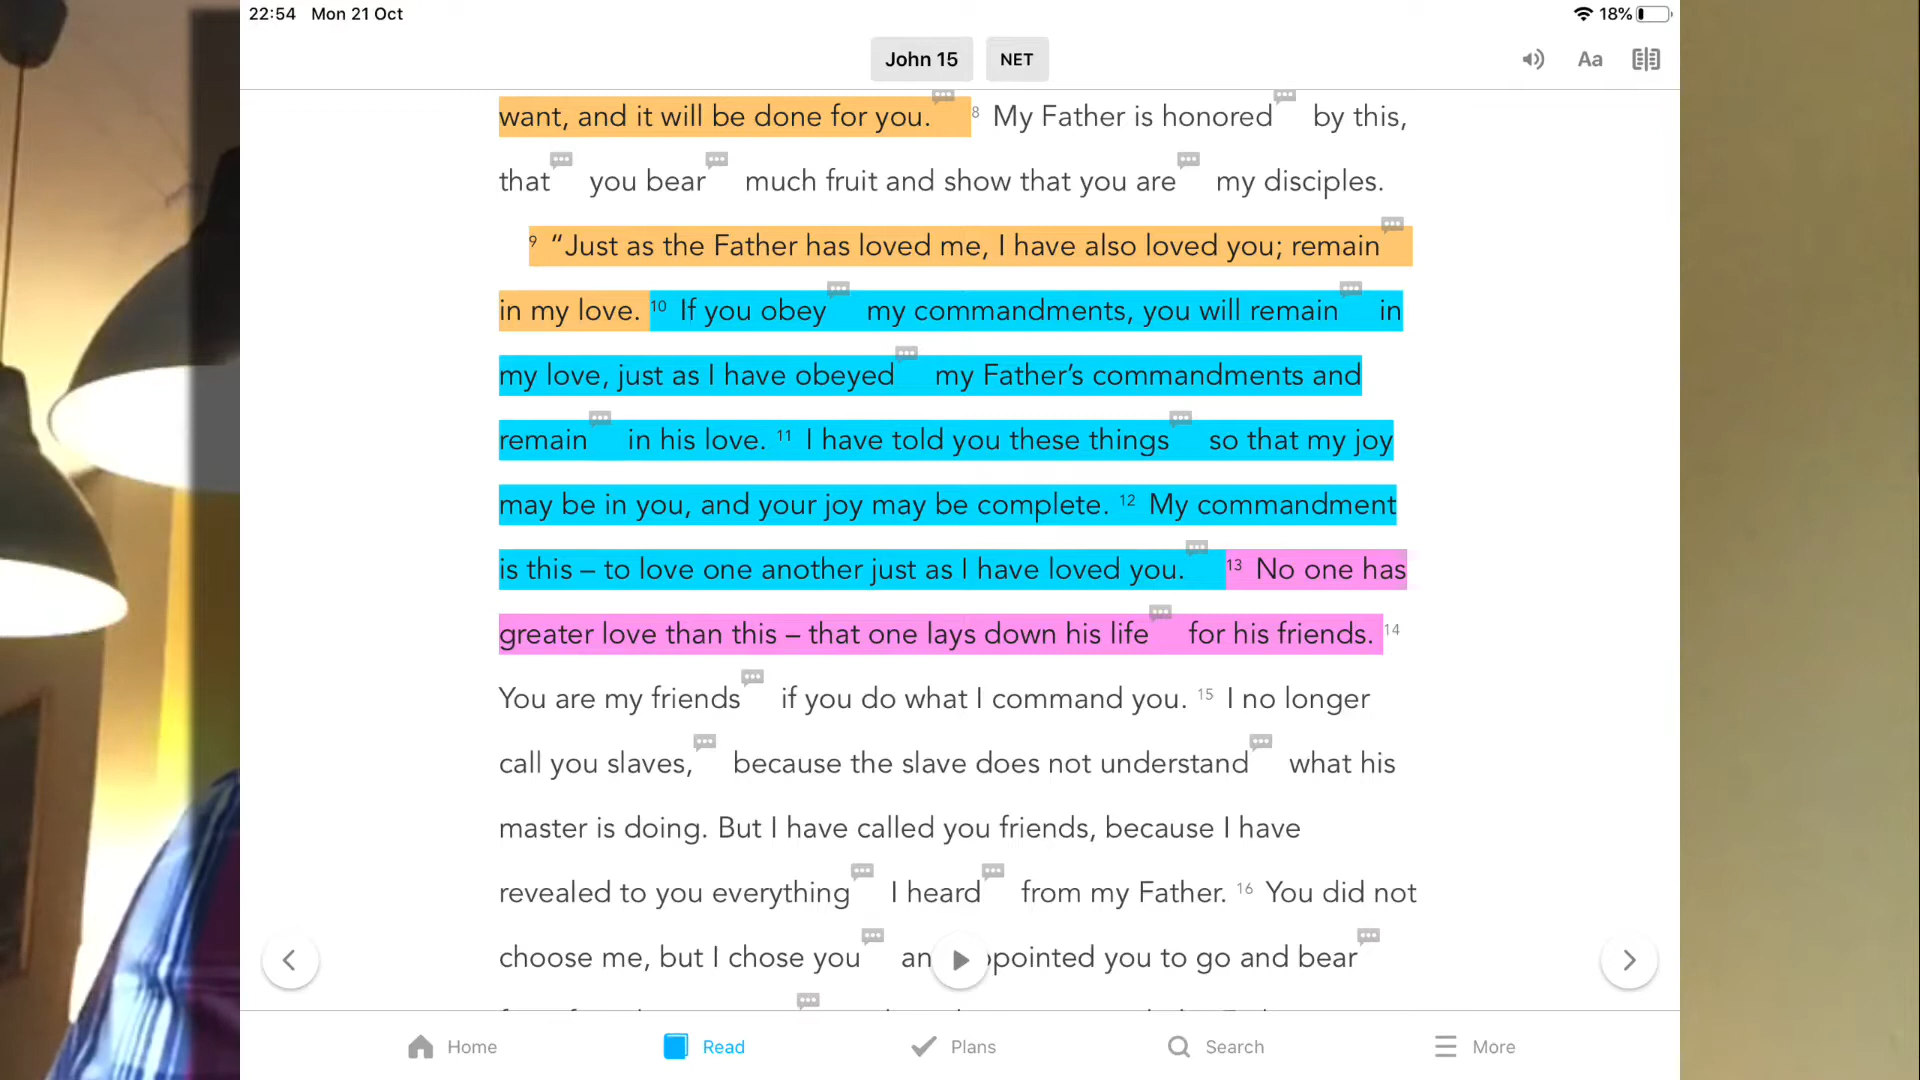 22:54 Mon 21 Oct
18%
John 15 NET
Aa
want, and it will be done for you. 8 My Father is honored by this,
that you bear much fruit and show that you are my disciples.
9 “Just as the Father has loved me, I have also loved you; remain
in my love. 10 If you obey my commandments, you will remain in
my love, just as I have obeyed my Father’s commandments and
remain in his love. 11 I have told you these things so that my joy
may be in you, and your joy may be complete. 12 My commandment
is this – to love one another just as I have loved you. 13 No one has
greater love than this – that one lays down his life for his friends. 14
You are my friends if you do what I command you. 15 I no longer
call you slaves, because the slave does not understand what his
master is doing. But I have called you friends, because I have
revealed to you everything I heard from my Father. 16 You did not
choose me, but I chose you an ppointed you to go and bear
Home Read Plans Search More